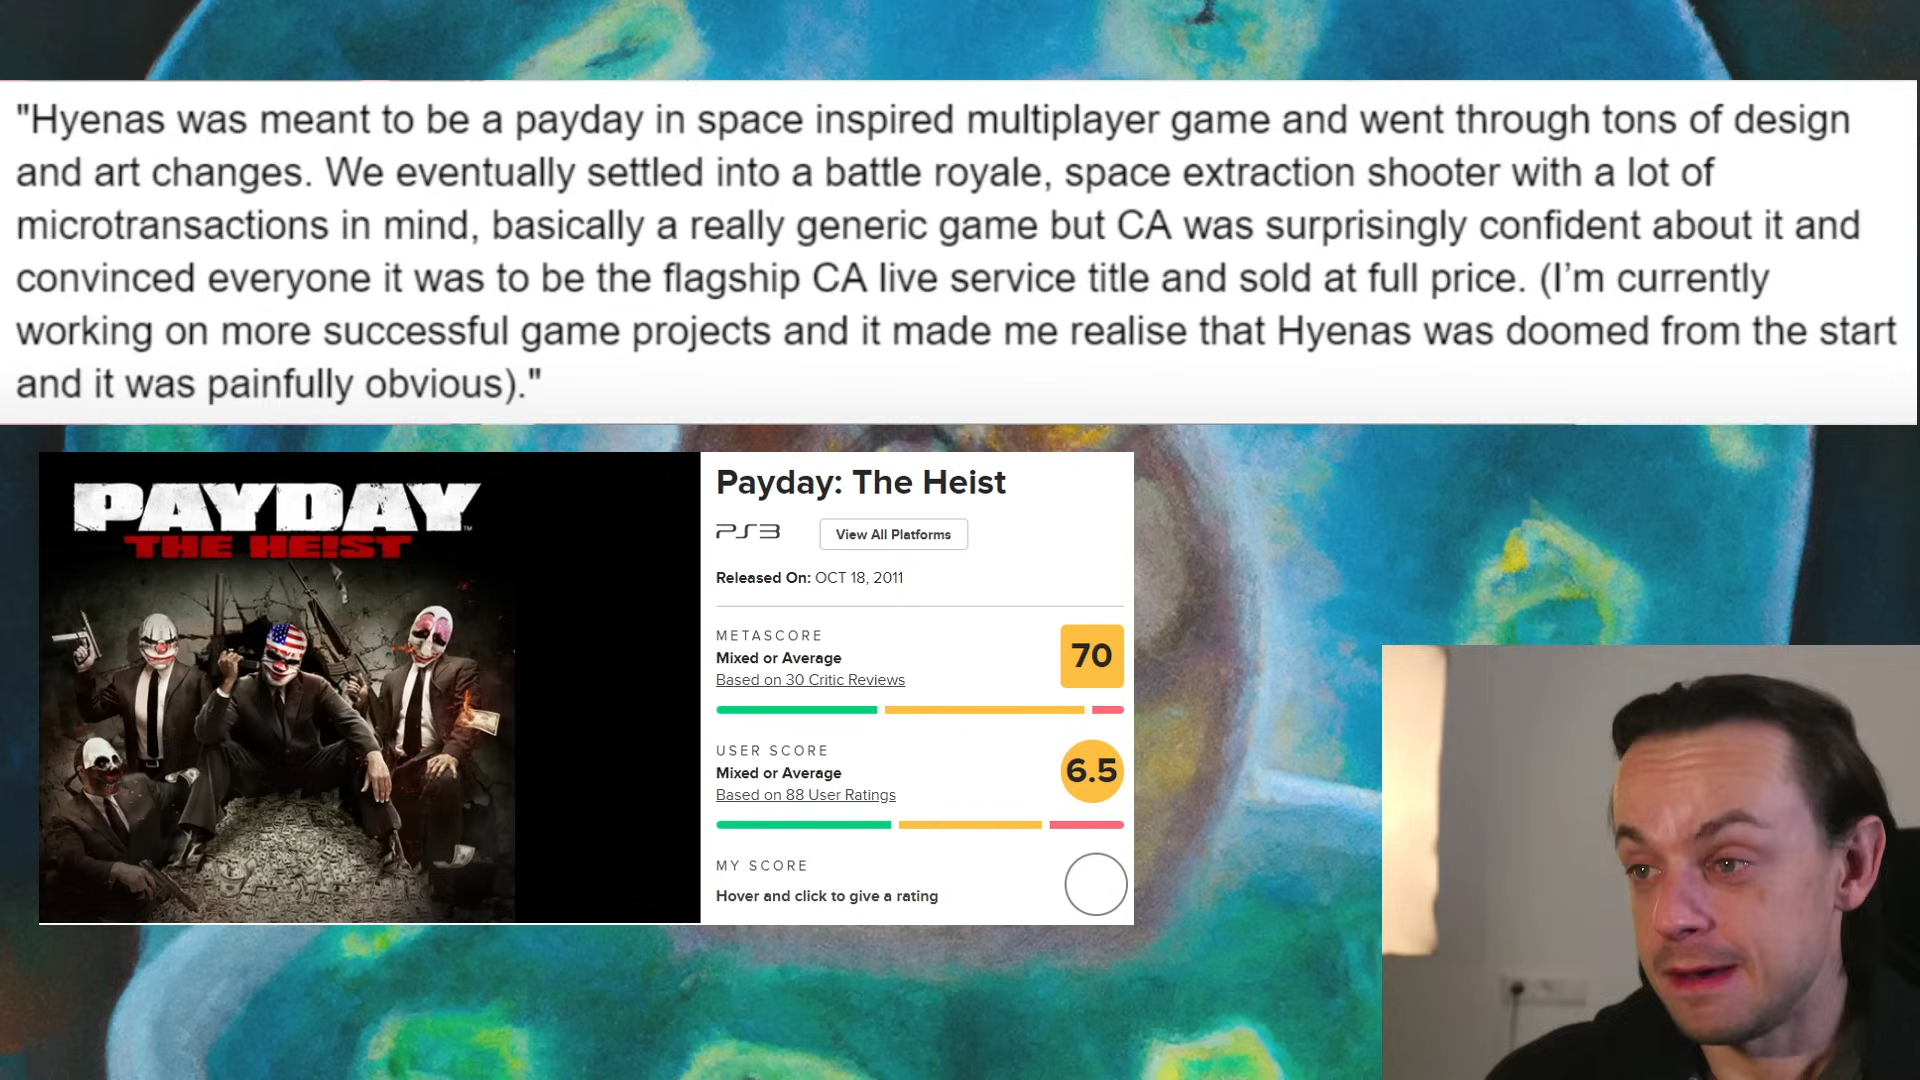 "Hyenas was meant to be a payday in space inspired multiplayer game and went through tons of design
and art changes. We eventually settled into a battle royale, space extraction shooter with a lot of
microtransactions in mind, basically a really generic game but CA was surprisingly confident about it and
convinced everyone it was to be the flagship CA live service title and sold at full price. (I’m currently
working on more successful game projects and it made me realise that Hyenas was doomed from the start
and it was painfully obvious)."
PAYDAY™
THE HEIST
Payday: The Heist
PS3
View All Platforms
Released On: OCT 18, 2011
METASCORE
Mixed or Average
70
Based on 30 Critic Reviews
USER SCORE
Mixed or Average
6.5
Based on 88 User Ratings
MY SCORE
Hover and click to give a rating